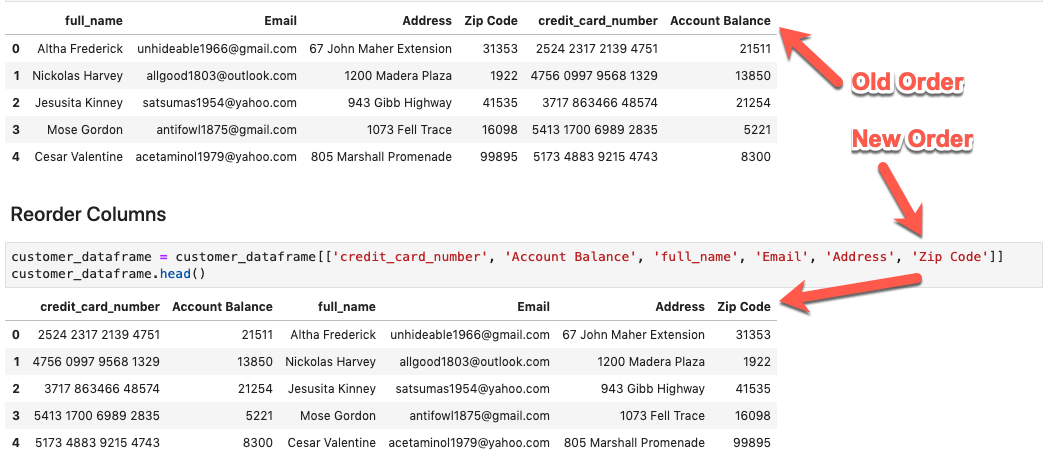 full_name Email Address Zip Code credit_card_number Account Balance
0 Altha Frederick unhideable1966@gmail.com 67 John Maher Extension 31353 2524 2317 2139 4751 21511
1 Nickolas Harvey allgood1803@outlook.com 1200 Madera Plaza 1922 4756 0997 9568 1329 13850
Old Order
2 Jesusita Kinney satsumas1954@yahoo.com 943 Gibb Highway 41535 3717 863466 48574 21254
3 Mose Gordon antifowl1875@gmail.com 1073 Fell Trace 16098 5413 1700 6989 2835 5221
New Order
4 Cesar Valentine acetaminol1979@yahoo.com 805 Marshall Promenade 99895 5173 4883 9215 4743 8300
Reorder Columns
customer_dataframe = customer_dataframe[['credit_card_number', 'Account Balance', 'full_name', 'Email', 'Address', 'Zip Code']]
customer_dataframe.head()
credit_card_number Account Balance full_name Email Address Zip Code
0 2524 2317 2139 4751 21511 Altha Frederick unhideable1966@gmail.com 67 John Maher Extension 31353
1 4756 0997 9568 1329 13850 Nickolas Harvey allgood1803@outlook.com 1200 Madera Plaza 1922
2 3717 863466 48574 21254 Jesusita Kinney satsumas1954@yahoo.com 943 Gibb Highway 41535
3 5413 1700 6989 2835 5221 Mose Gordon antifowl1875@gmail.com 1073 Fell Trace 16098
4 5173 4883 9215 4743 8300 Cesar Valentine acetaminol1979@yahoo.com 805 Marshall Promenade 99895